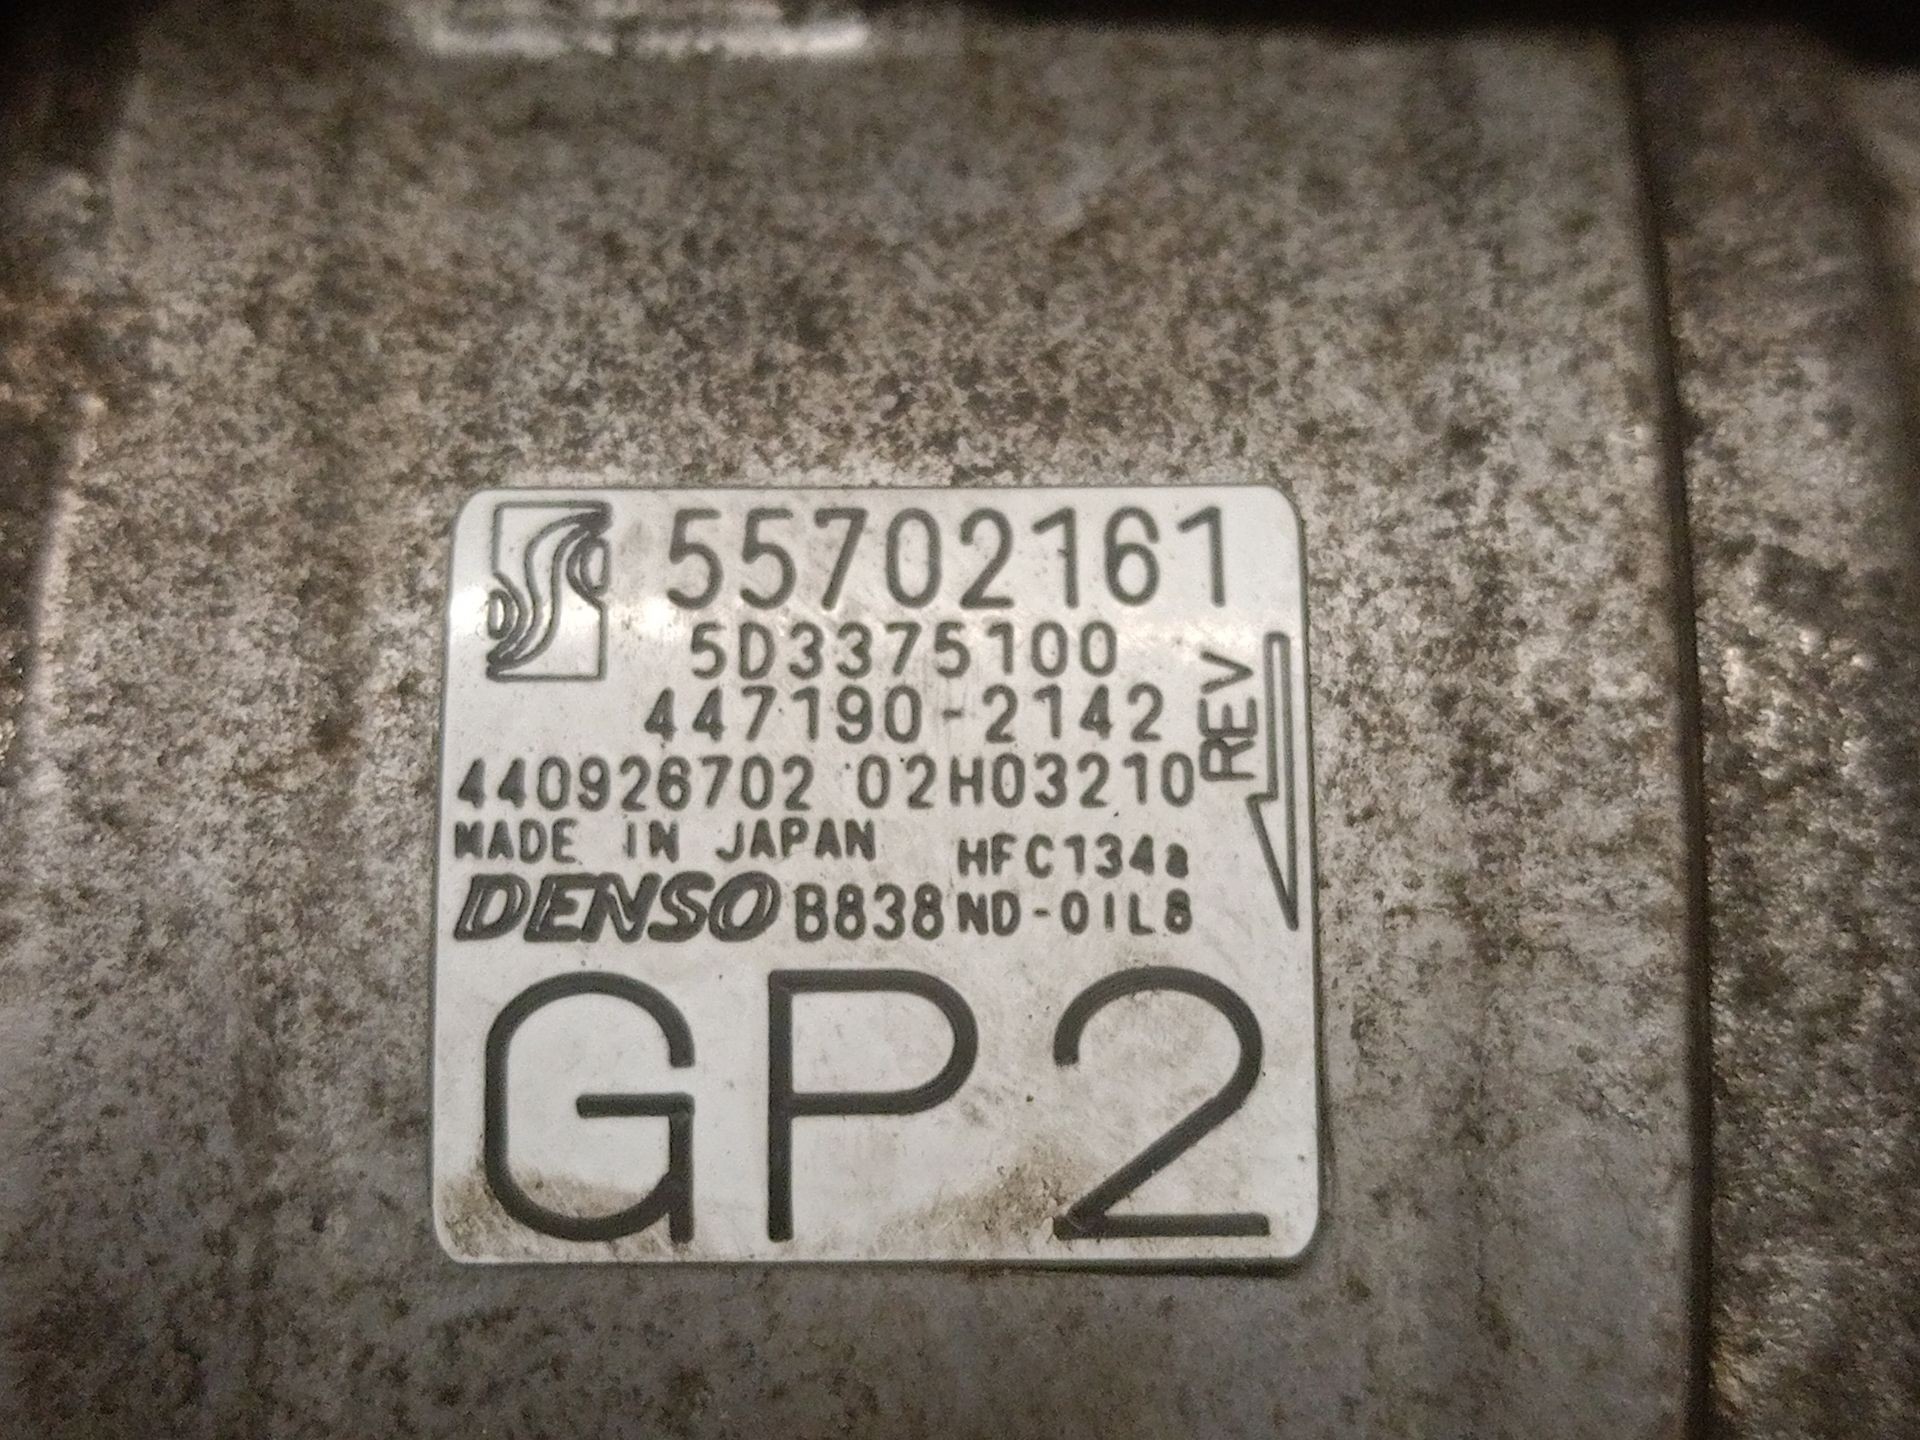 55702161
5D3375100
447190-2142
440926702 02H03210
REV
MADE IN JAPAN HFC134a
DENSO B838 ND-OIL8
GP2